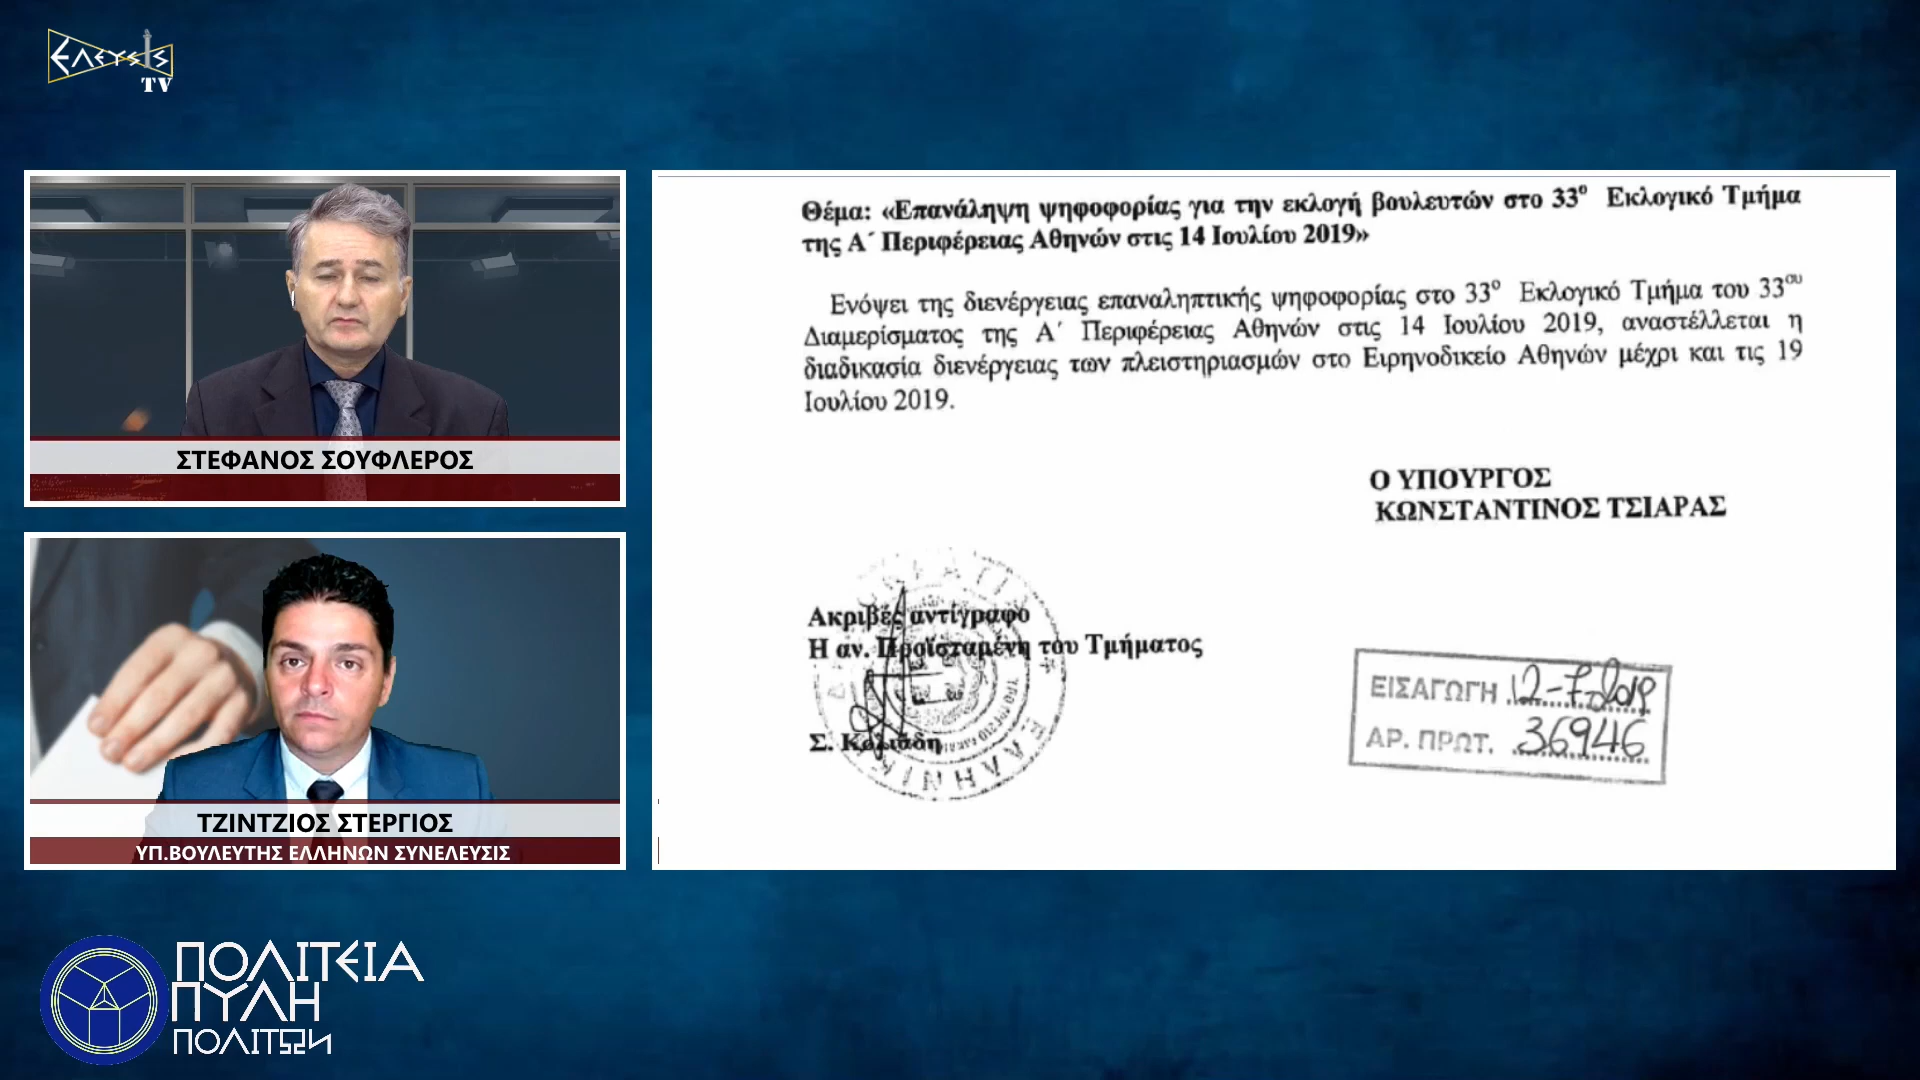 ΕΛΕΥSIS
TV
ΣΤΕΦΑΝΟΣ ΣΟΥΦΛΕΡΟΣ
ΤΖΙΝΤΖΙΟΣ ΣΤΕΡΓΙΟΣ
ΥΠ.ΒΟΥΛΕΥΤΗΣ ΕΛΛΗΝΩΝ ΣΥΝΕΛΕΥΣΙΣ
Θέμα: «Επανάληψη ψηφοφορίας για την εκλογή βουλευτών στο 33ο Εκλογικό Τμήμα
της Α΄ Περιφέρειας Αθηνών στις 14 Ιουλίου 2019»
Ενόψει της διενέργειας επαναληπτικής ψηφοφορίας στο 33ο Εκλογικό Τμήμα του 33ου
Διαμερίσματος της Α΄ Περιφέρειας Αθηνών στις 14 Ιουλίου 2019, αναστέλλεται η
διαδικασία διενέργειας των πλειστηριασμών στο Ειρηνοδικείο Αθηνών μέχρι και τις 19
Ιουλίου 2019.
Ο ΥΠΟΥΡΓΟΣ
ΚΩΝΣΤΑΝΤΙΝΟΣ ΤΣΙΑΡΑΣ
Ακριβές αντίγραφο
Η αν. Προϊσταμένη του Τμήματος
Σ. Κολιάδη
ΕΙΣΑΓΩΓΗ 12-7-2019
ΑΡ. ΠΡΩΤ. 36946
ΠΟΛΙΤΕΙΑ
ΠΥΛΗ
ΠΟΛΙΤΩΝ